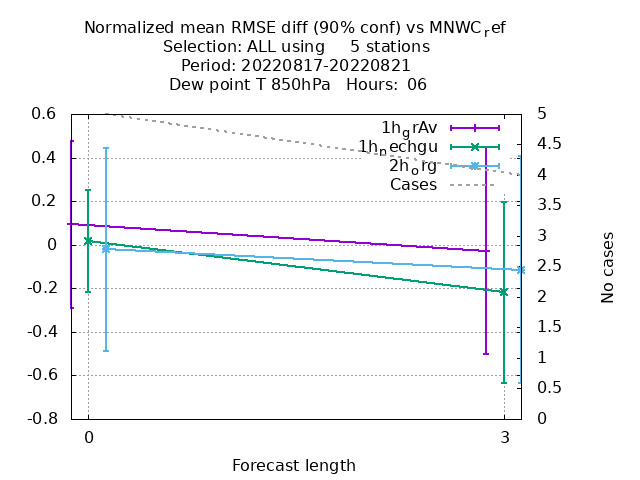 Normalized mean RMSE diff (90% conf) vs MNWC_ref
Selection: ALL using 5 stations
Period: 20220817-20220821
Dew point T 850hPa Hours: 06
0.6
0.4
0.2
0
-0.2
-0.4
-0.6
-0.8
5
4.5
4
3.5
3
2.5
2
1.5
1
0.5
0
1h_grAv
1h_nechgu
2h_org
Cases
No cases
0
3
Forecast length